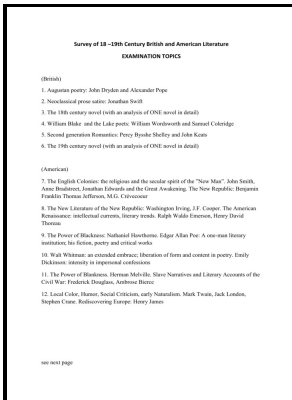 Survey of 18 –19th Century British and American Literature
EXAMINATION TOPICS
(British)
1. Augustan poetry: John Dryden and Alexander Pope
2. Neoclassical prose satire: Jonathan Swift
3. The 18th century novel (with an analysis of ONE novel in detail)
4. William Blake and the Lake poets: William Wordsworth and Samuel Coleridge
5. Second generation Romantics: Percy Bysshe Shelley and John Keats
6. The 19th century novel (with an analysis of ONE novel in detail)
(American)
7. The English Colonies: the religious and the secular spirit of the "New Man". John Smith,
Anne Bradstreet, Jonathan Edwards and the Great Awakening. The New Republic: Benjamin
Franklin Thomas Jefferson, M.G. Crèvecoeur
8. The New Literature of the New Republic: Washington Irving, J.F. Cooper. The American
Renaissance: intellectual currents, literary trends. Ralph Waldo Emerson, Henry David
Thoreau
9. The Power of Blackness: Nathaniel Hawthorne. Edgar Allan Poe: A one-man literary
institution; his fiction, poetry and critical works
10. Walt Whitman: an extended embrace; liberation of form and content in poetry. Emily
Dickinson: intensity in impersonal confessions
11. The Power of Blankness. Herman Melville. Slave Narratives and Literary Accounts of the
Civil War: Frederick Douglass, Ambrose Bierce
12. Local Color, Humor, Social Criticism, early Naturalism. Mark Twain, Jack London,
Stephen Crane. Rediscovering Europe: Henry James
see next page